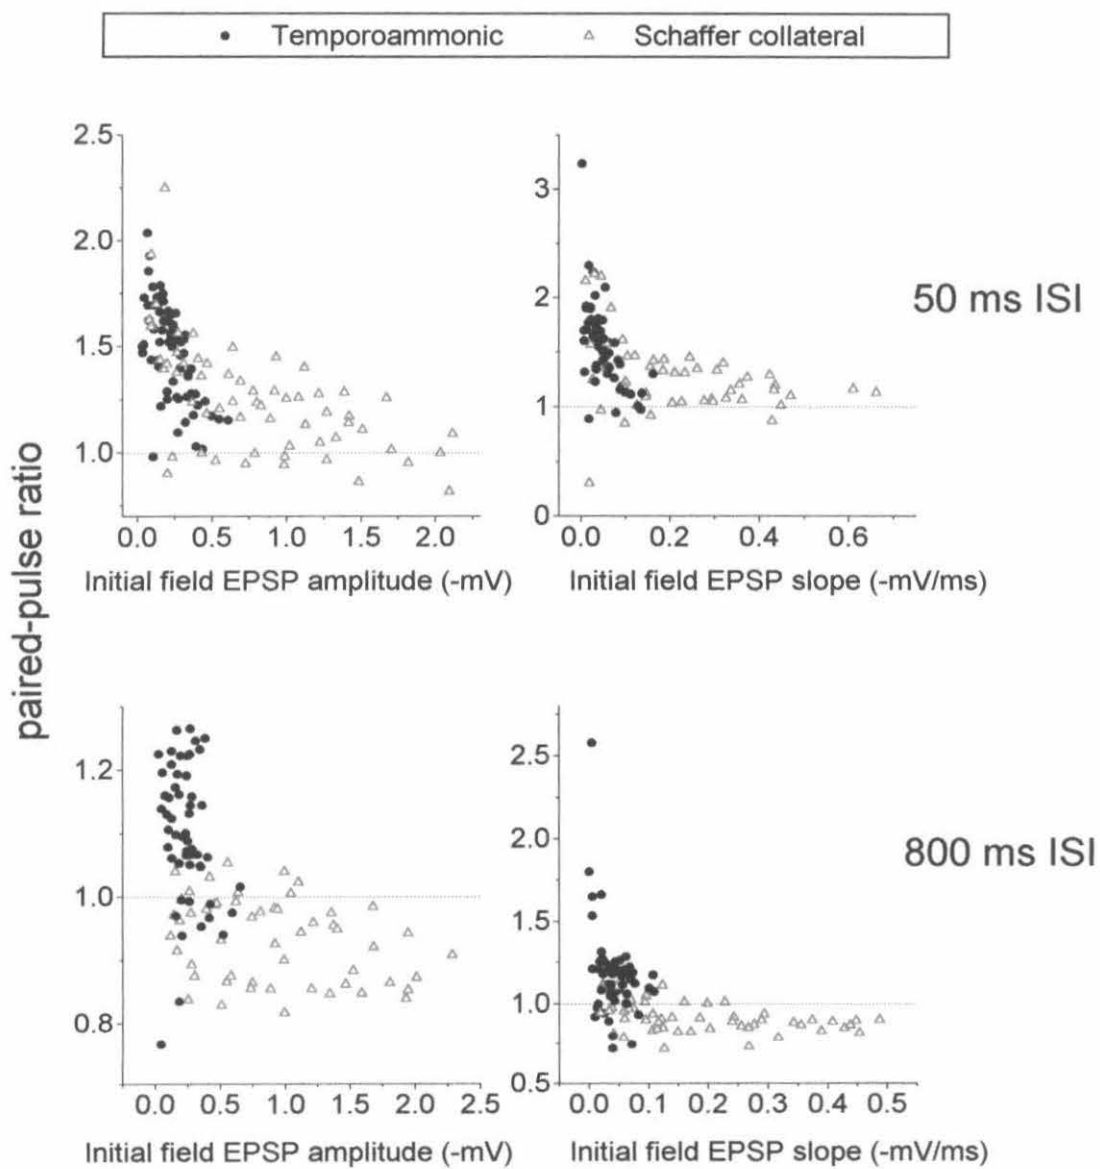 Temporoammonic
Schaffer collateral
paired-pulse ratio
2.5
2.0
1.5
1.0
0.0 0.5 1.0 1.5 2.0
Initial field EPSP amplitude (-mV)
3
2
1
0
0.0 0.2 0.4 0.6
Initial field EPSP slope (-mV/ms)
50 ms ISI
1.2
1.0
0.8
0.0 0.5 1.0 1.5 2.0 2.5
Initial field EPSP amplitude (-mV)
2.5
2.0
1.5
1.0
0.5
0.0 0.1 0.2 0.3 0.4 0.5
Initial field EPSP slope (-mV/ms)
800 ms ISI